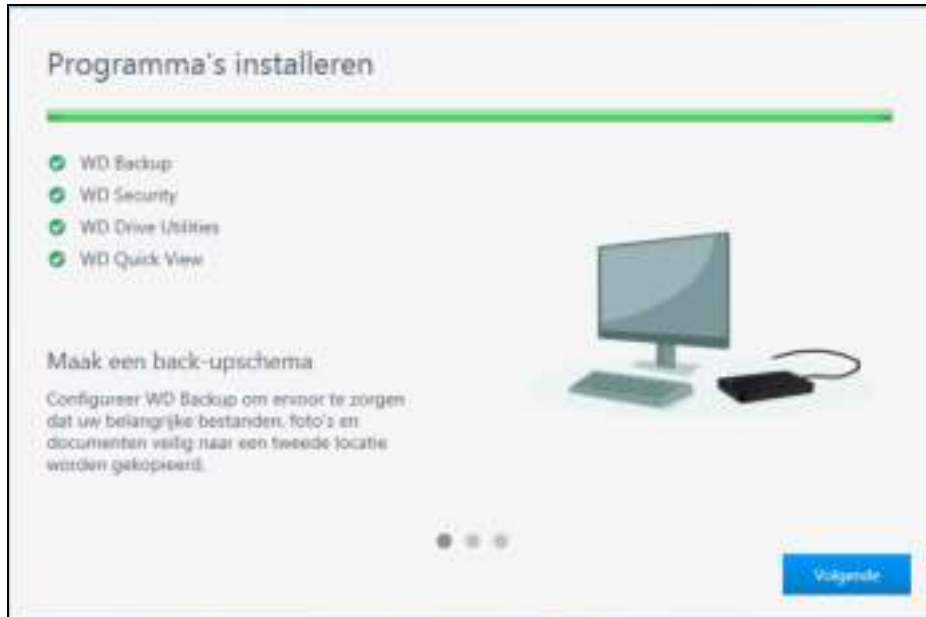 Programma's installeren
WD Backup
WD Security
WD Drive Utilities
WD Quick View
Maak een back-upschema
Configureer WD Backup om ervoor te zorgen
dat uw belangrijke bestanden, foto's en
documenten veilig naar een tweede locatie
worden gekopieerd.
Volgende